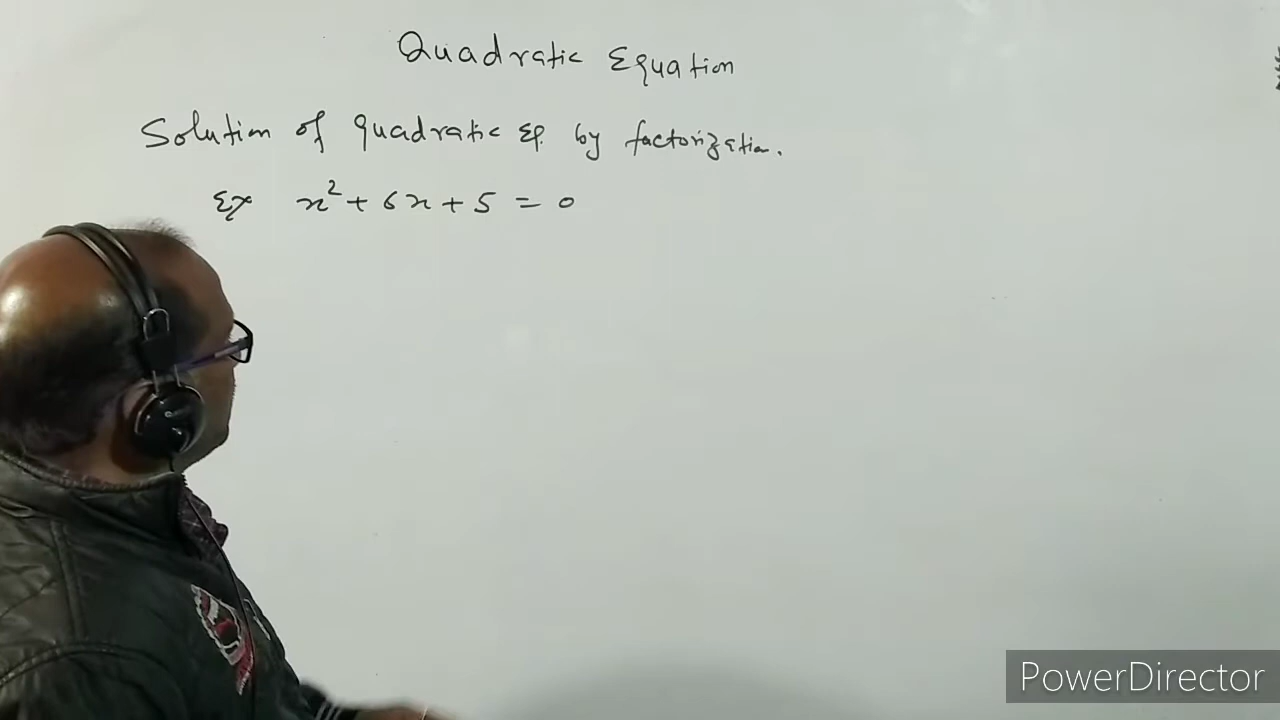 Quadratic Equation
Solution of quadratic Eq. by factorization.
Ex x² + 6x + 5 = 0
PowerDirector